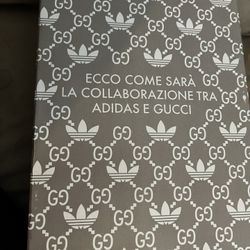 ECCO COME SARÀ
LA COLLABORAZIONE TRA
ADIDAS E GUCCI